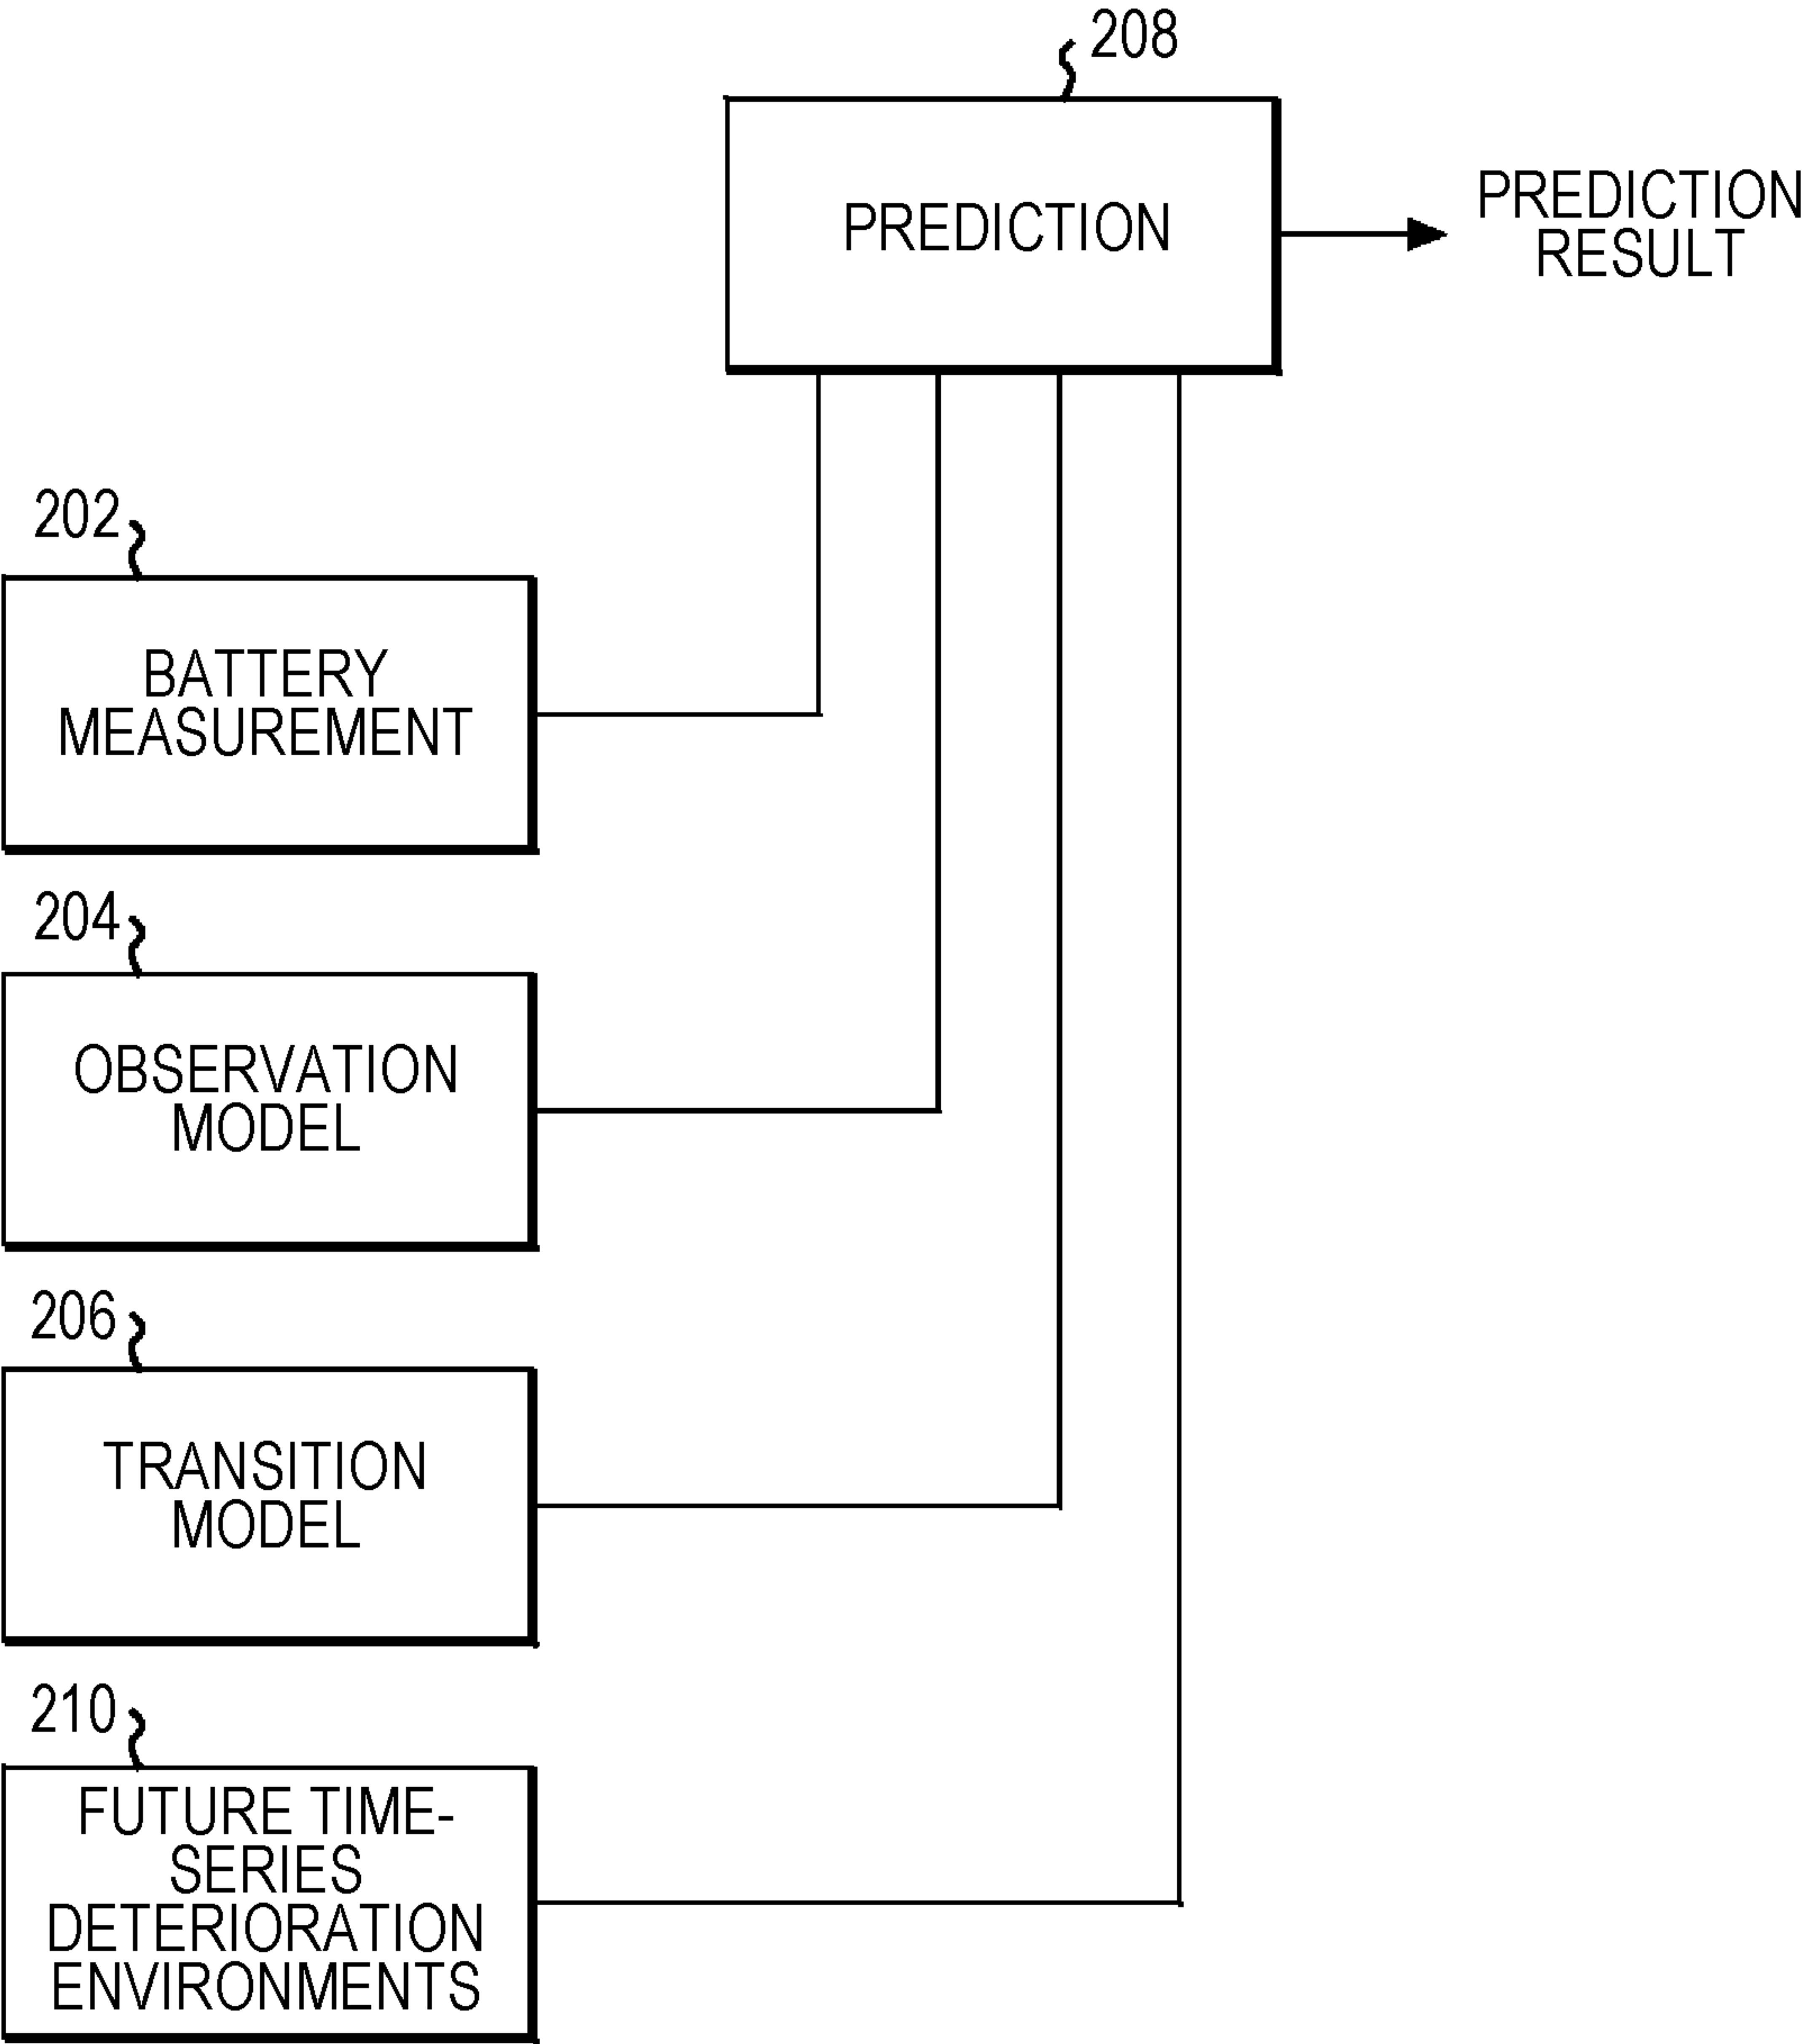 208
PREDICTION
PREDICTION
RESULT
202
BATTERY
MEASUREMENT
204
OBSERVATION
MODEL
206
TRANSITION
MODEL
210
FUTURE TIME-
SERIES
DETERIORATION
ENVIRONMENTS